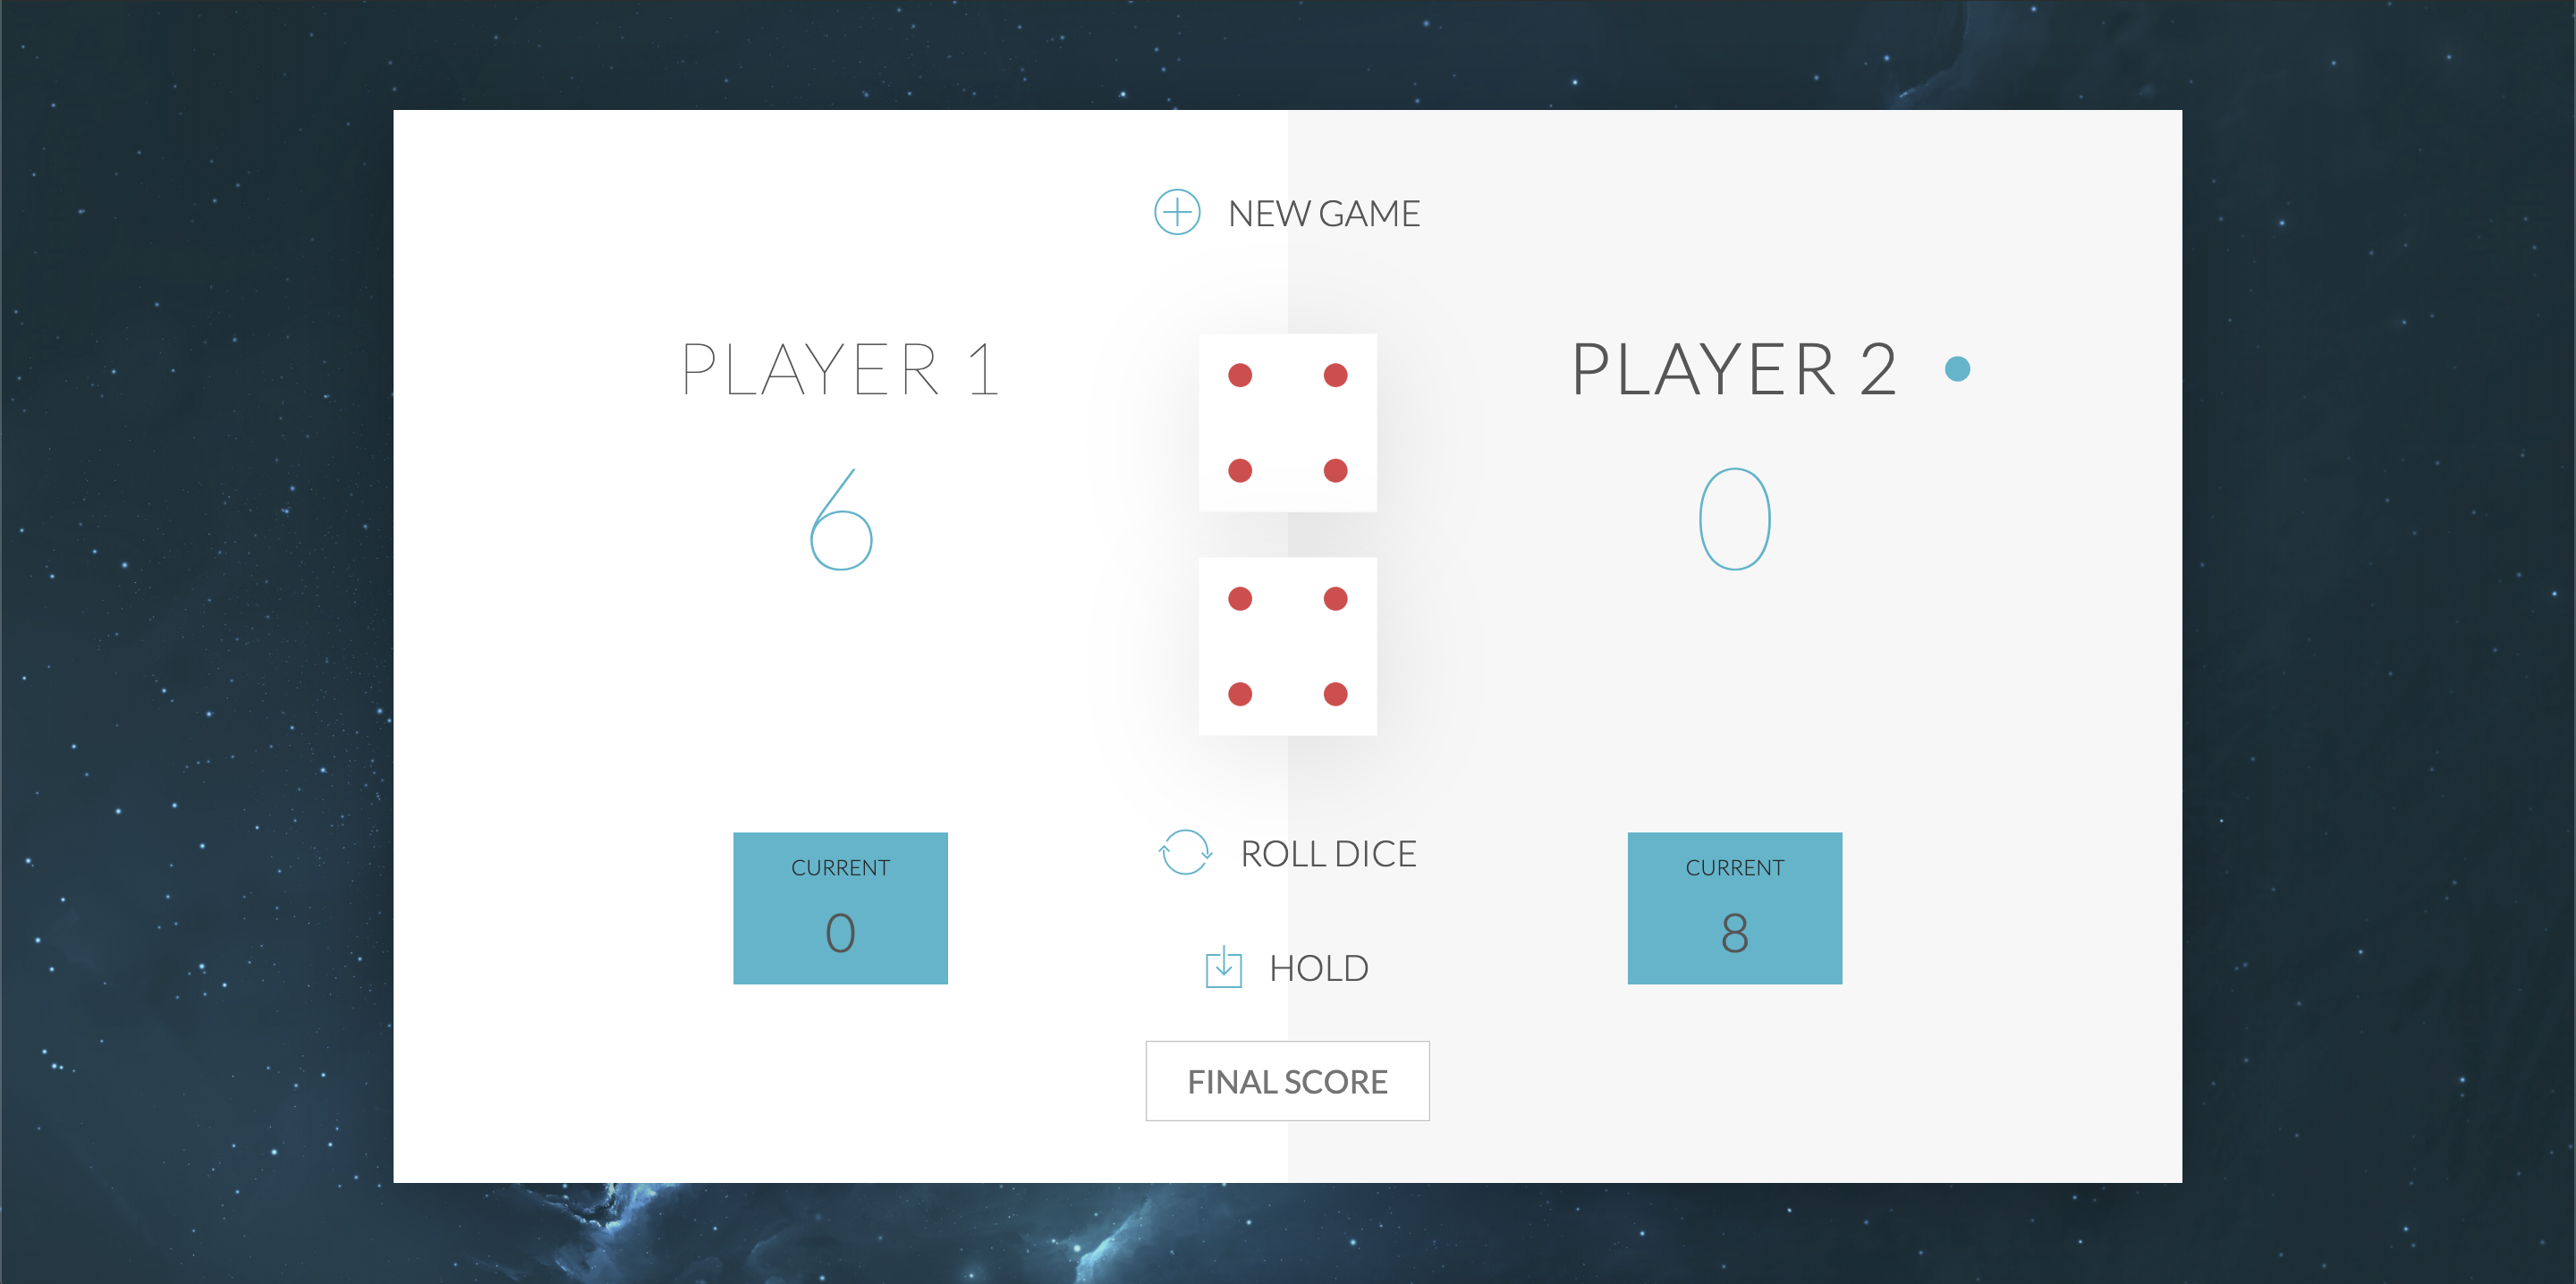 NEW GAME
PLAYER 1
6
PLAYER 2
0
CURRENT
0
ROLL DICE
HOLD
CURRENT
8
FINAL SCORE